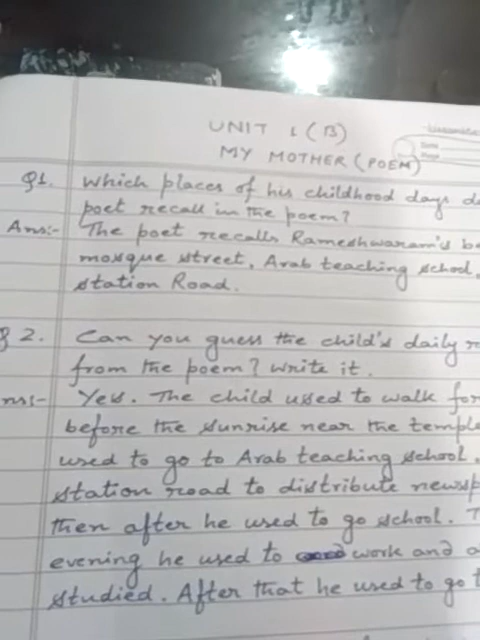 UNIT 1 (B)
MY MOTHER (POEM)
Q1. Which places of his childhood days
poet recall in the poem?
Ans:- The poet recalls Rameshwaram's
mosque street, Arab teaching school,
station Road.
Q 2. Can you guess the child's daily
from the poem? Write it.
Ans:- Yes. The child used to walk
before the sunrise near the temple
used to go to Arab teaching school.
station road to distribute
then after he used to go school.
evening he used to work and
studied. After that he used to go